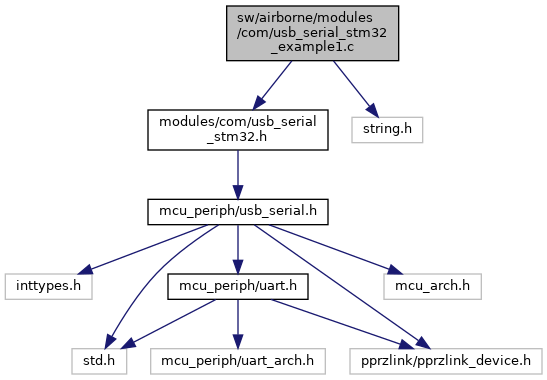 sw/airborne/modules
/com/usb_serial_stm32
_example1.c
modules/com/usb_serial
_stm32.h
string.h
mcu_periph/usb_serial.h
inttypes.h
mcu_periph/uart.h
mcu_arch.h
std.h
mcu_periph/uart_arch.h
pprzlink/pprzlink_device.h